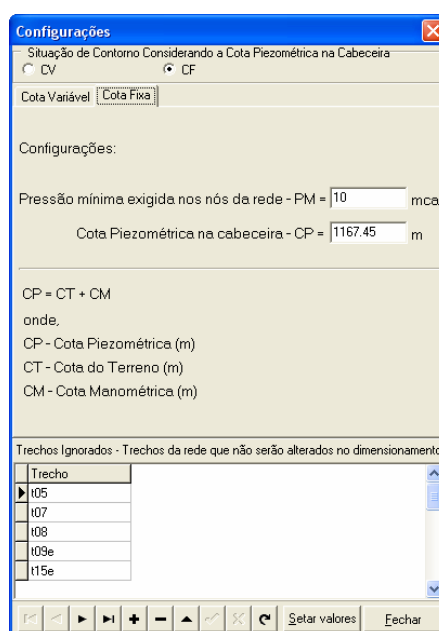 Configurações
Situação de Contorno Considerando a Cota Piezométrica na Cabeceira
CV CF
Cota Variável Cota Fixa
Configurações:
Pressão mínima exigida nos nós da rede - PM = 10 mca
Cota Piezométrica na cabeceira - CP = 1167.45 m
CP = CT + CM
onde,
CP - Cota Piezométrica (m)
CT - Cota do Terreno (m)
CM - Cota Manométrica (m)
Trechos Ignorados - Trechos da rede que não serão alterados no dimensionamento
Trecho
t05
t07
t08
t09e
t15e
Setar valores Fechar